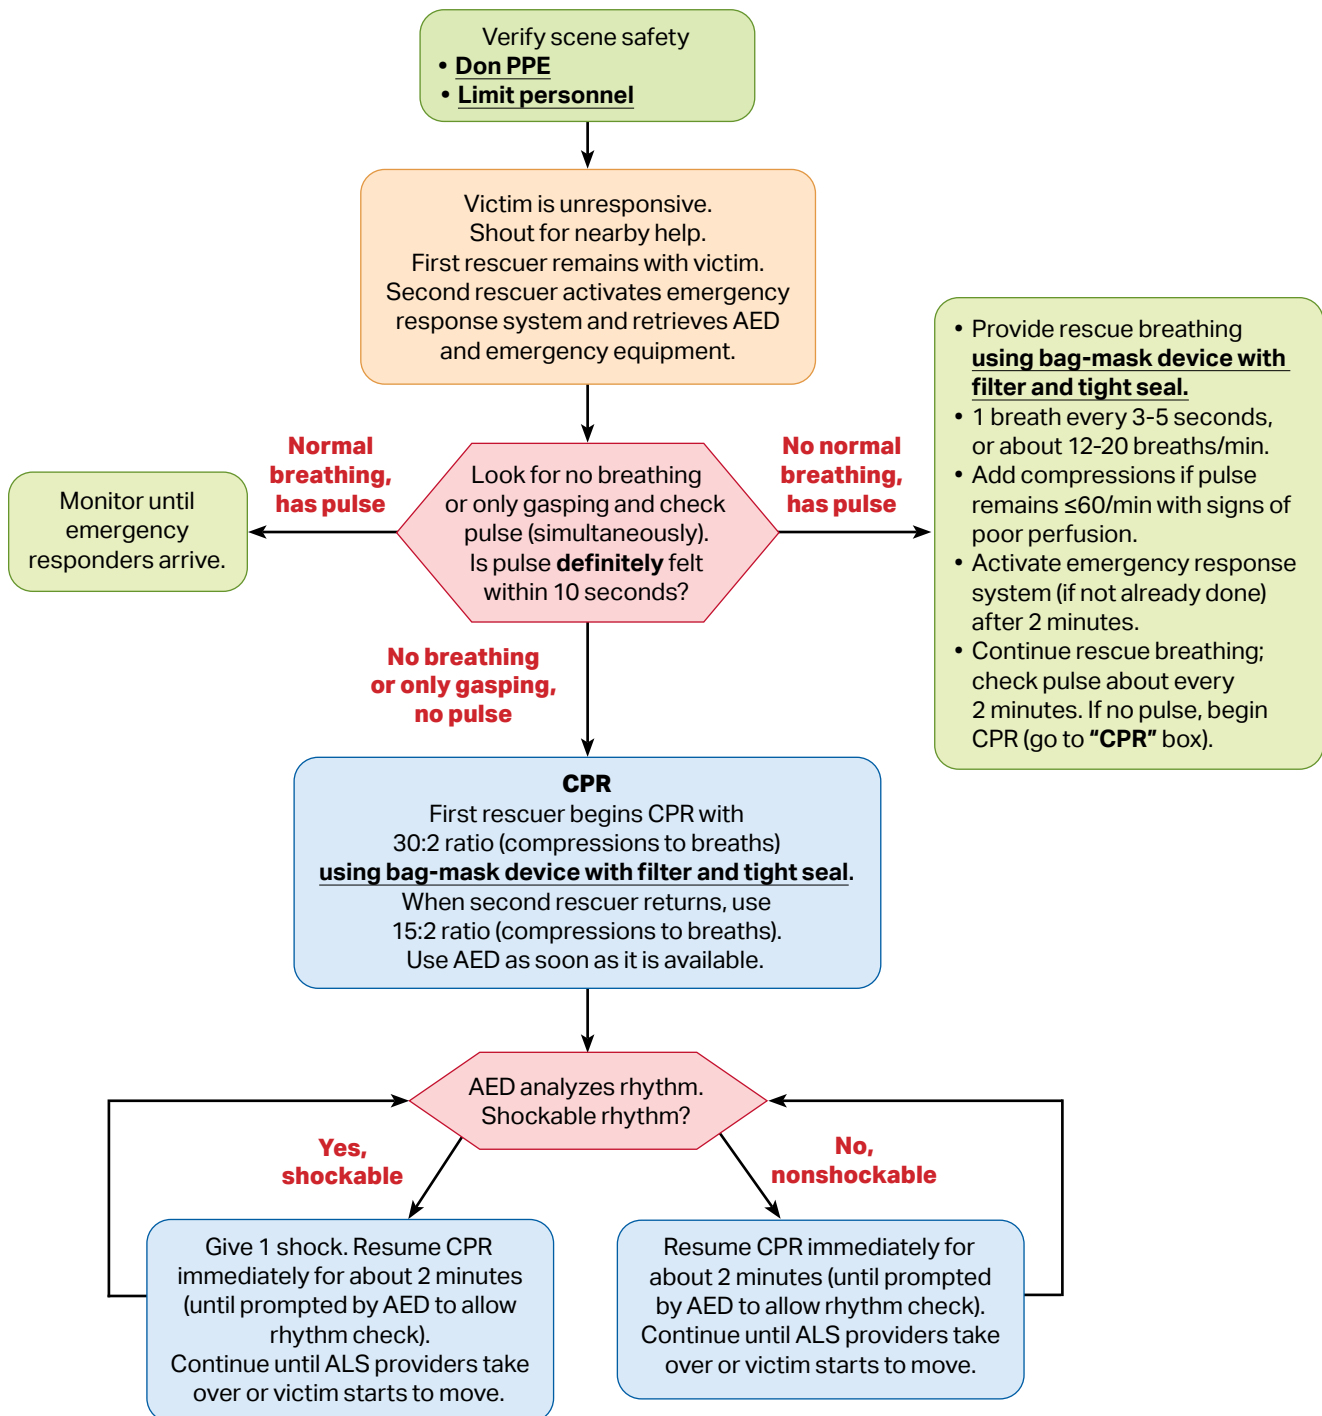 Verify scene safety
• Don PPE
• Limit personnel
Victim is unresponsive.
Shout for nearby help.
First rescuer remains with victim.
Second rescuer activates emergency
response system and retrieves AED
and emergency equipment.
Normal
breathing,
has pulse
Look for no breathing
or only gasping and check
pulse (simultaneously).
Is pulse definitely felt
within 10 seconds?
No normal
breathing,
has pulse
Monitor until
emergency
responders arrive.
• Provide rescue breathing
using bag-mask device with
filter and tight seal.
• 1 breath every 3-5 seconds,
or about 12-20 breaths/min.
• Add compressions if pulse
remains ≤60/min with signs of
poor perfusion.
• Activate emergency response
system (if not already done)
after 2 minutes.
• Continue rescue breathing;
check pulse about every
2 minutes. If no pulse, begin
CPR (go to "CPR" box).
No breathing
or only gasping,
no pulse
CPR
First rescuer begins CPR with
30:2 ratio (compressions to breaths)
using bag-mask device with filter and tight seal.
When second rescuer returns, use
15:2 ratio (compressions to breaths).
Use AED as soon as it is available.
AED analyzes rhythm.
Shockable rhythm?
Yes,
shockable
No,
nonshockable
Give 1 shock. Resume CPR
immediately for about 2 minutes
(until prompted by AED to allow
rhythm check).
Continue until ALS providers take
over or victim starts to move.
Resume CPR immediately for
about 2 minutes (until prompted
by AED to allow rhythm check).
Continue until ALS providers take
over or victim starts to move.